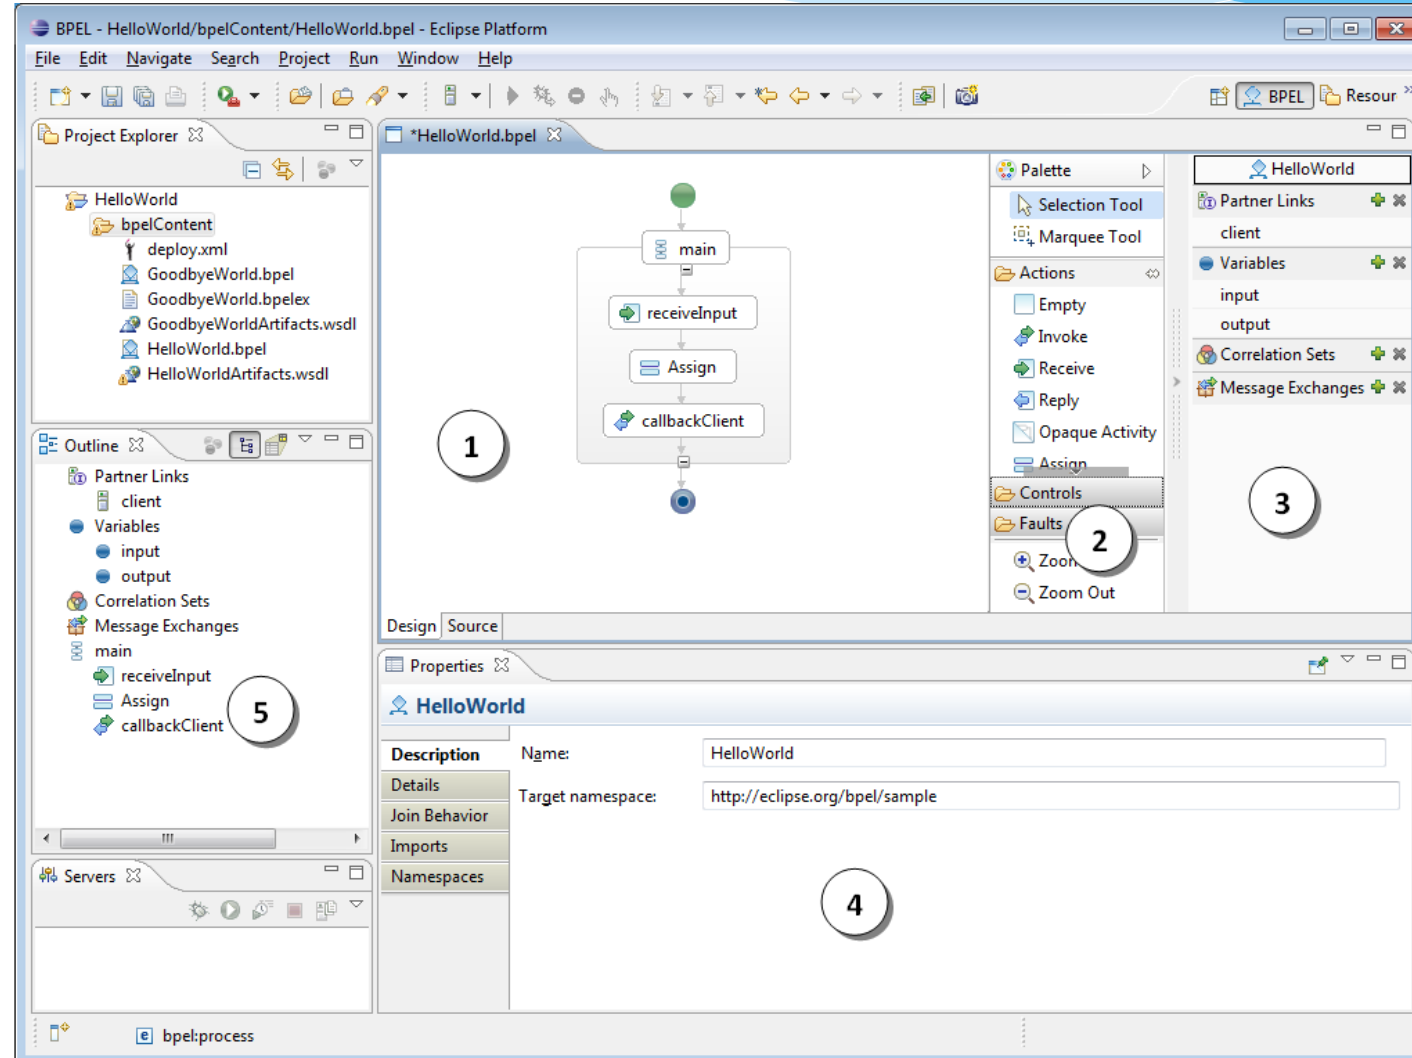 BPEL - HelloWorld/bpelContent/HelloWorld.bpel - Eclipse Platform
File Edit Navigate Search Project Run Window Help
BPEL Resour
Project Explorer
HelloWorld
bpelContent
deploy.xml
GoodbyeWorld.bpel
GoodbyeWorld.bpelex
GoodbyeWorldArtifacts.wsdl
HelloWorld.bpel
HelloWorldArtifacts.wsdl
*HelloWorld.bpel
main
receiveInput
Assign
callbackClient
1
Palette
Selection Tool
Marquee Tool
Actions
Empty
Invoke
Receive
Reply
Opaque Activity
Assign
Controls
Faults
2
Zoom Out
HelloWorld
Partner Links
client
Variables
input
output
Correlation Sets
Message Exchanges
3
Design Source
Outline
Partner Links
client
Variables
input
output
Correlation Sets
Message Exchanges
main
receiveInput
Assign
callbackClient
5
Properties
HelloWorld
Description
Details
Join Behavior
Imports
Namespaces
Name: HelloWorld
Target namespace: http://eclipse.org/bpel/sample
4
Servers
bpel:process